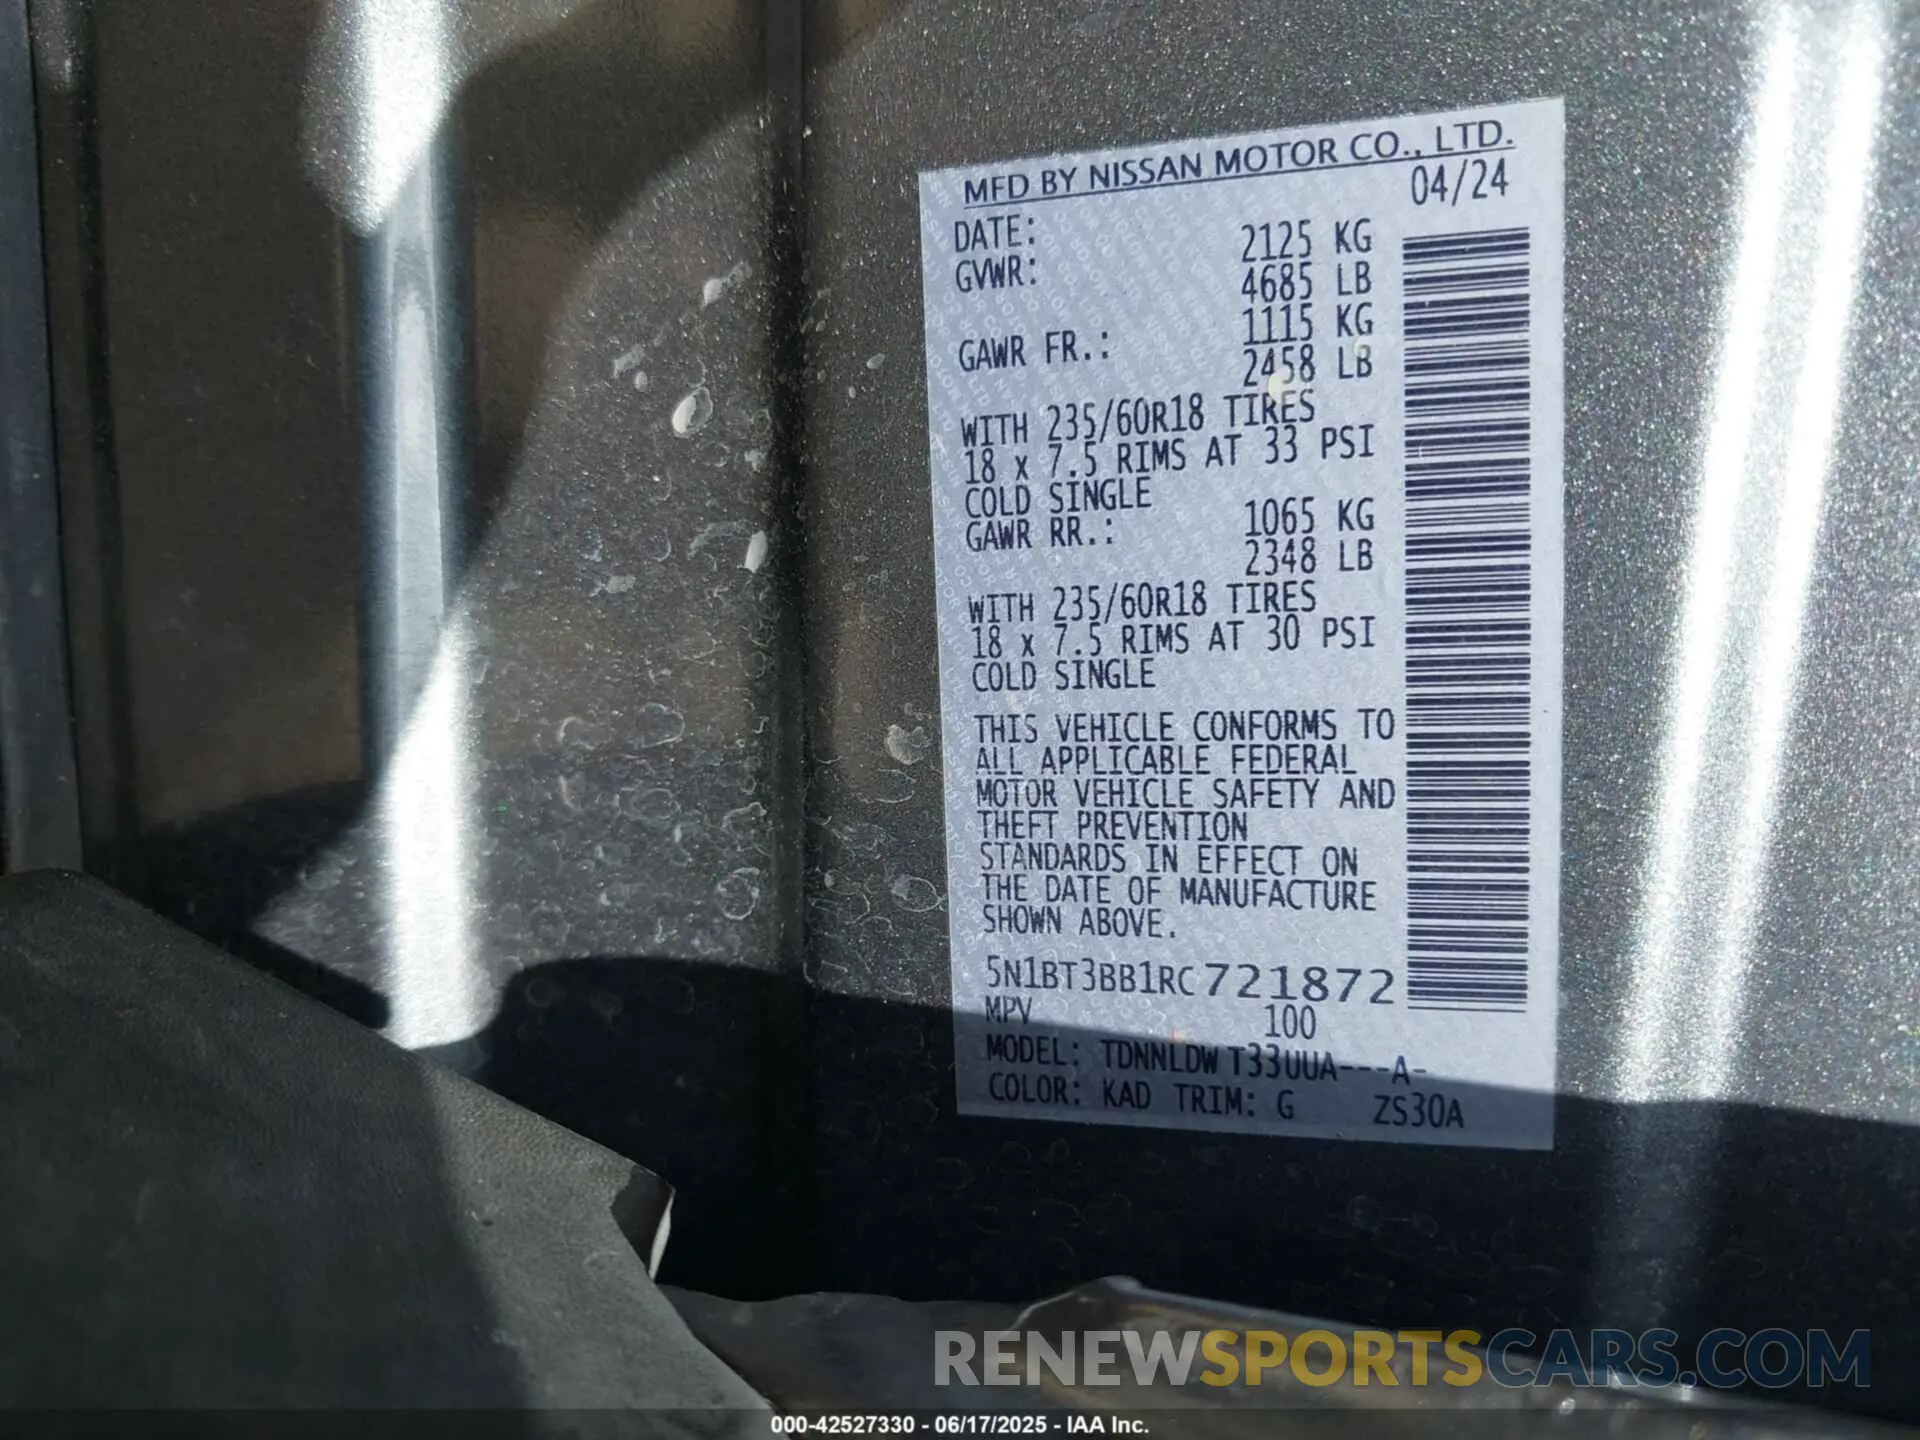 MFD BY NISSAN MOTOR CO., LTD.
04/24
DATE:
GVWR: 2125 KG
4685 LB
GAWR FR.: 1115 KG
2458 LB
WITH 235/60R18 TIRES
18 x 7.5 RIMS AT 33 PSI
COLD SINGLE
GAWR RR.: 1065 KG
2348 LB
WITH 235/60R18 TIRES
18 x 7.5 RIMS AT 30 PSI
COLD SINGLE
THIS VEHICLE CONFORMS TO
ALL APPLICABLE FEDERAL
MOTOR VEHICLE SAFETY AND
THEFT PREVENTION
STANDARDS IN EFFECT ON
THE DATE OF MANUFACTURE
SHOWN ABOVE.
5N1BT3BB1RC721872
MPV 100
MODEL: TDNNLDW T33UUA---A-
COLOR: KAD TRIM: G ZS30A
RENEWSPORTSCARS.COM
000-42527330 - 06/17/2025 - IAA Inc.